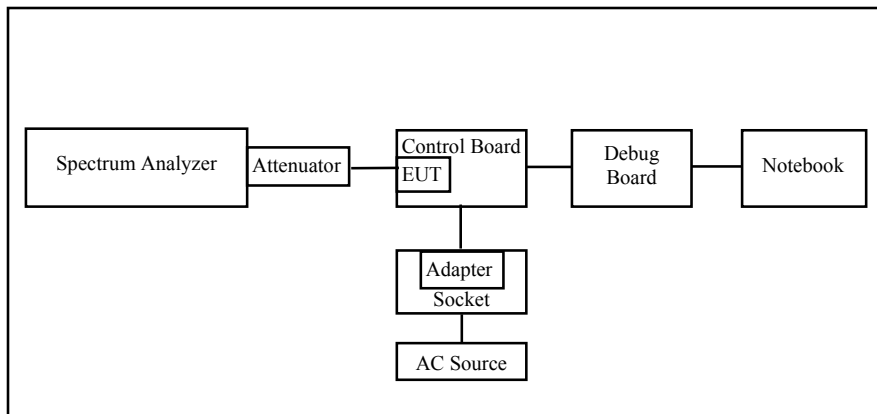 Spectrum Analyzer
Attenuator
Control Board
EUT
Debug
Board
Notebook
Adapter
Socket
AC Source